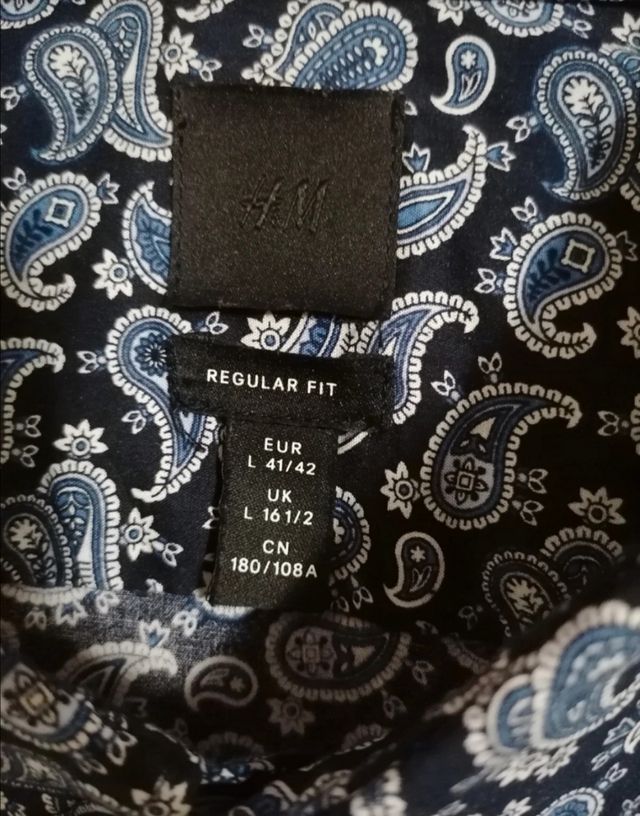 H&M
REGULAR FIT
EUR
L 41/42
UK
L 16 1/2
CN
180/108A